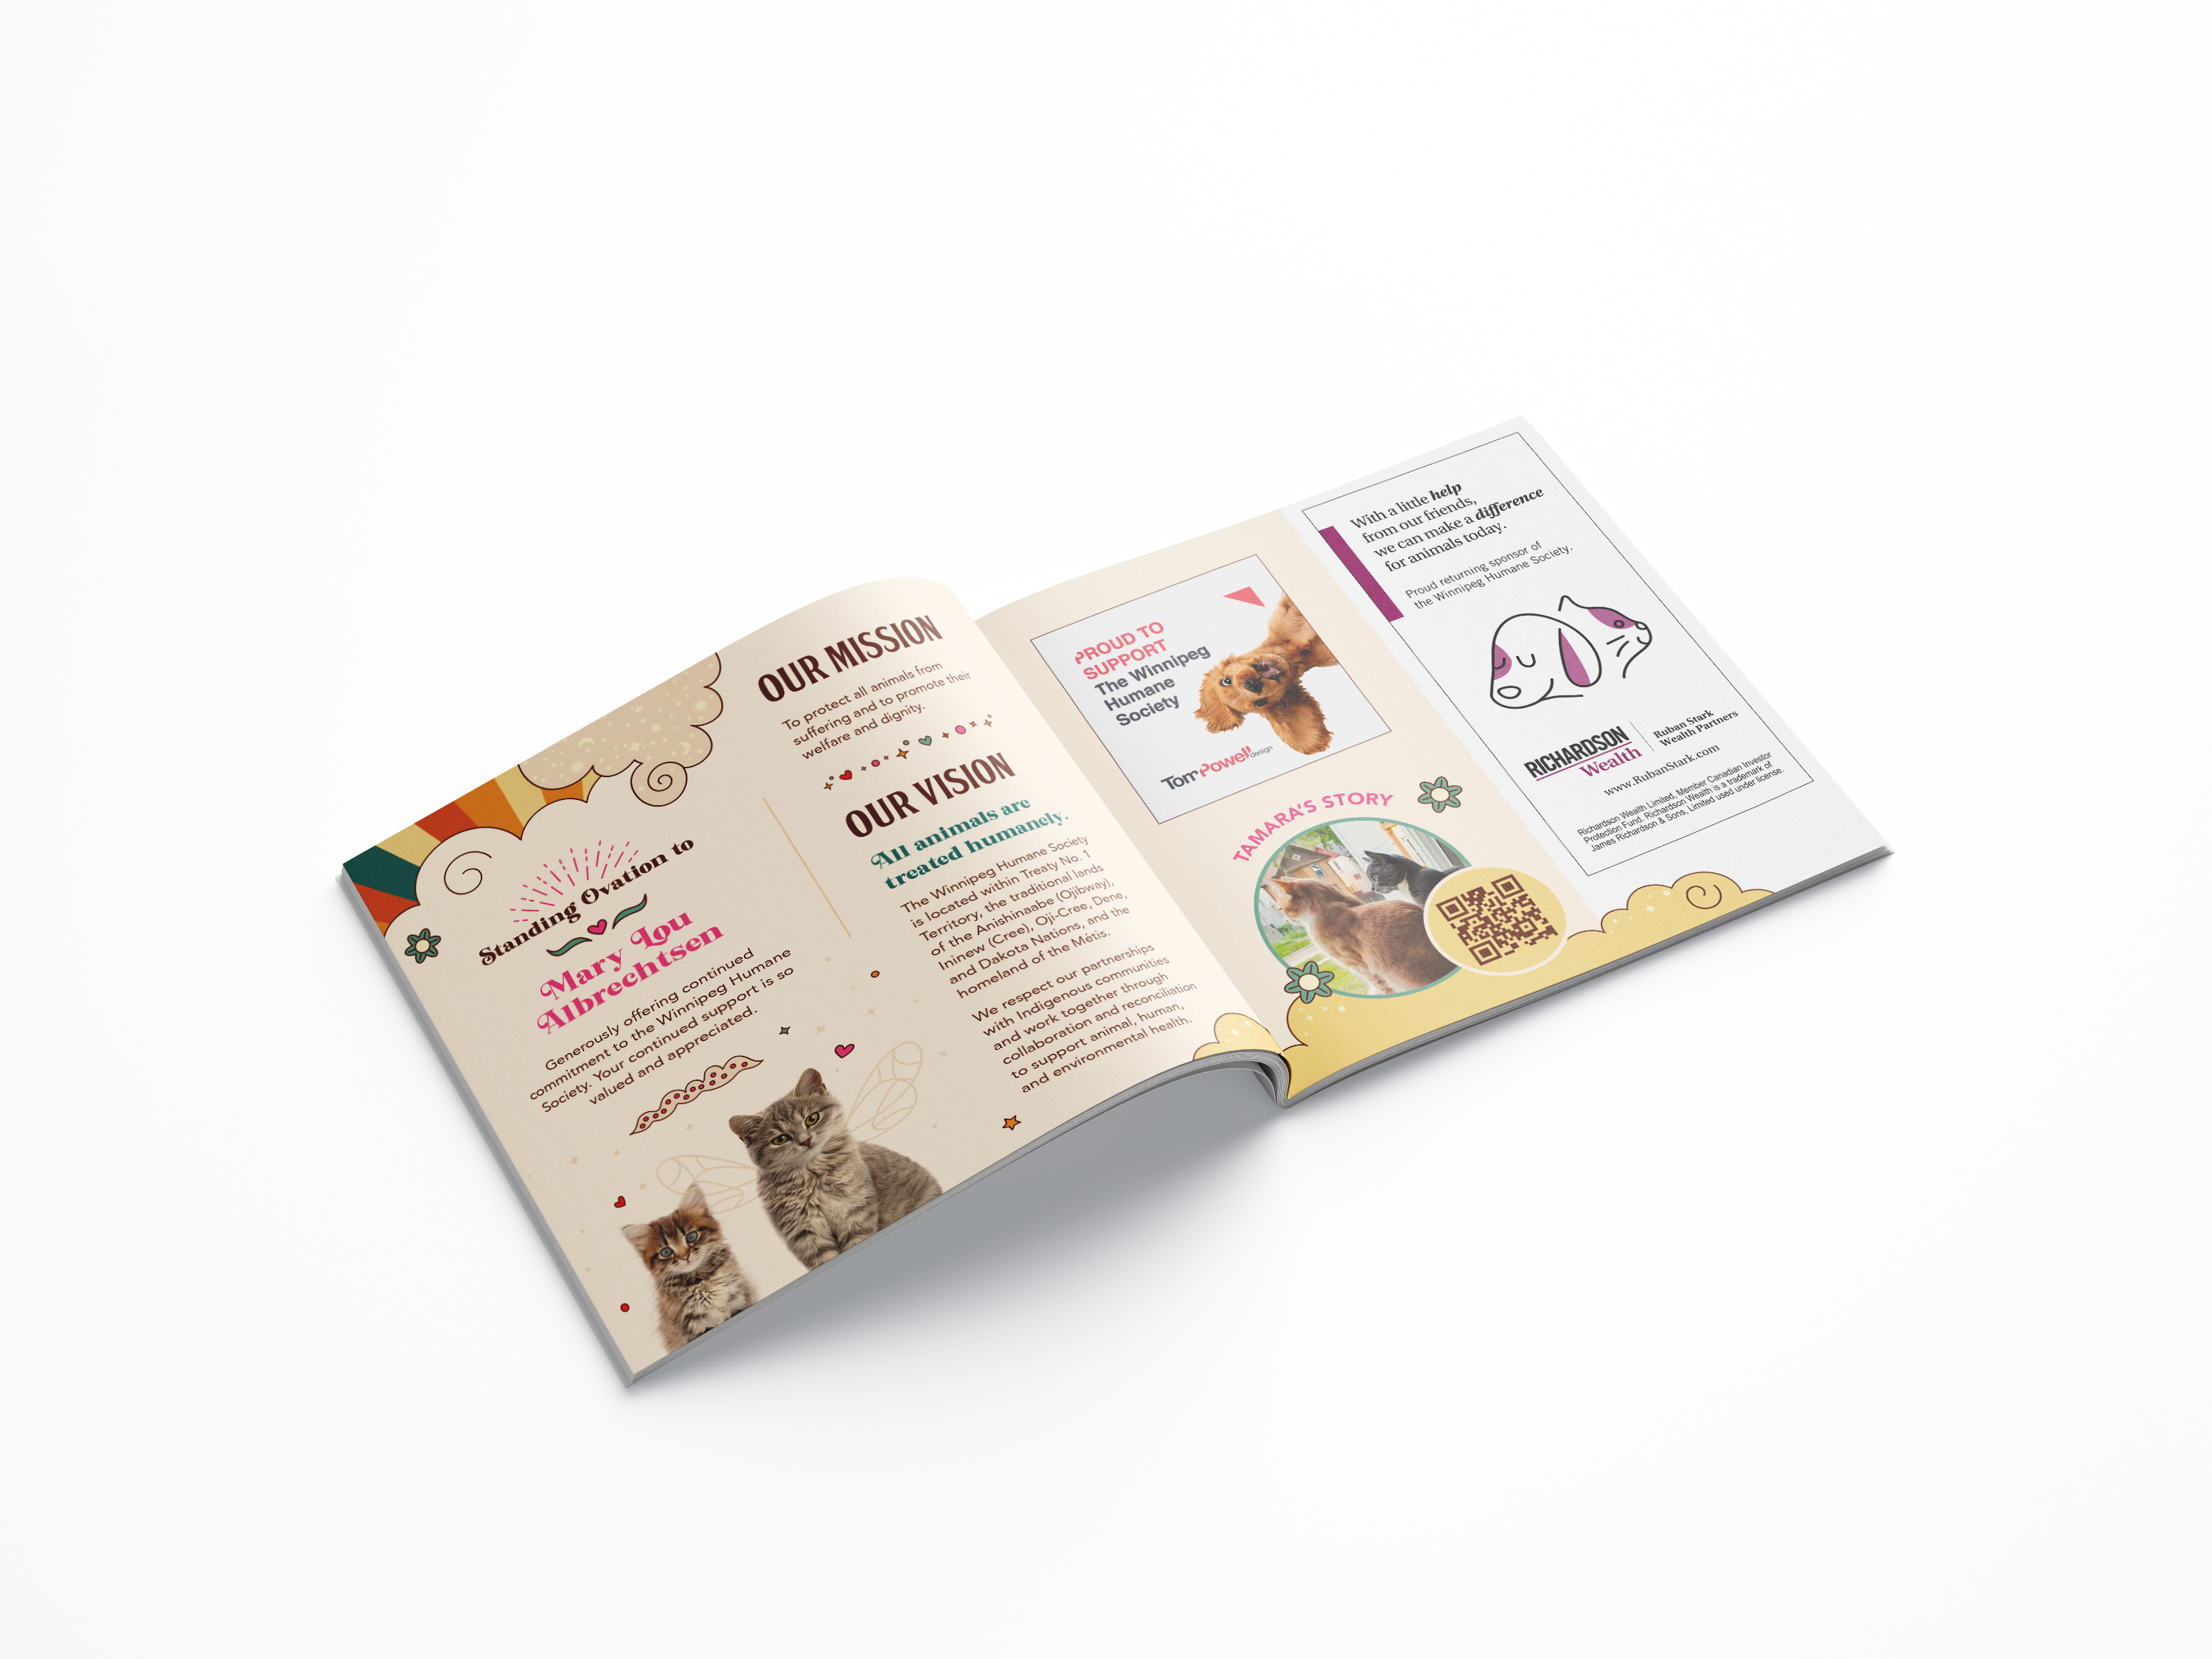 Standing Ovation to
Mary Lou
Albrechtsen
Generously offering continued
commitment to the Winnipeg Humane
Society. Your continued support is so
valued and appreciated.
OUR MISSION
To protect all animals from
suffering and to promote their
welfare and dignity.
OUR VISION
All animals are
treated humanely.
The Winnipeg Humane Society
is located within Treaty No. 1
Territory, the traditional lands
of the Anishinaabe (Ojibway),
Ininew (Cree), Oji-Cree, Dene,
and Dakota Nations, and the
homeland of the Métis.
We respect our partnerships
with Indigenous communities
and work together through
collaboration and reconciliation
to support animal, human,
and environmental health.
PROUD TO
SUPPORT
The Winnipeg
Humane
Society
Tom Powell design
TAMARA'S STORY
With a little help
from our friends,
we can make a difference
for animals today.
Proud returning sponsor of
the Winnipeg Humane Society.
RICHARDSON
Wealth
Ruban Stark
Wealth Partners
www.RubanStark.com
Richardson Wealth Limited, Member Canadian Investor
Protection Fund. Richardson Wealth is a trademark of
James Richardson & Sons, Limited used under license.